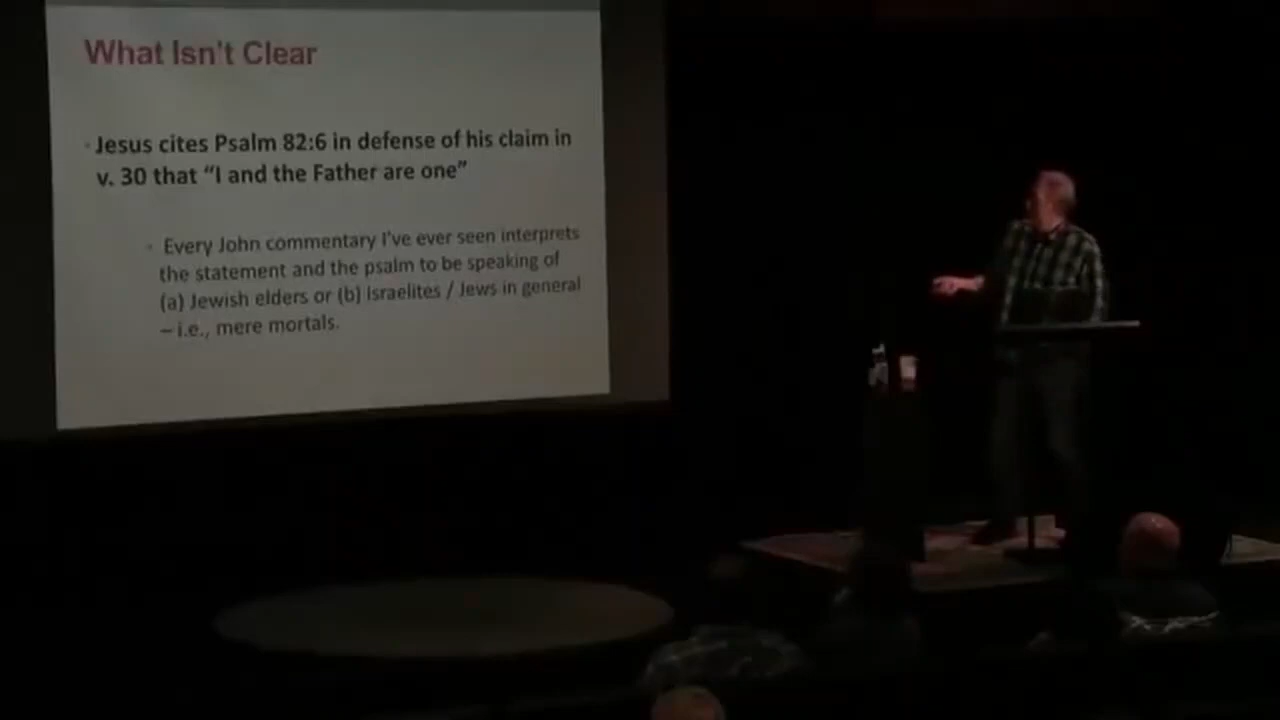 What Isn't Clear
Jesus cites Psalm 82:6 in defense of his claim in
v. 30 that “I and the Father are one”
Every John commentary I've ever seen interprets
the statement and the psalm to be speaking of
(a) Jewish elders or (b) Israelites / Jews in general
– i.e., mere mortals.